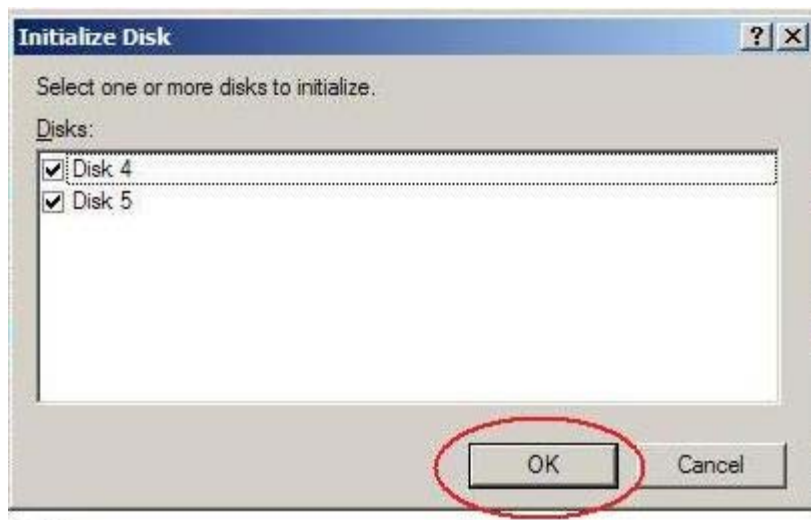 Initialize Disk
Select one or more disks to initialize.
Disks:
Disk 4
Disk 5
OK Cancel